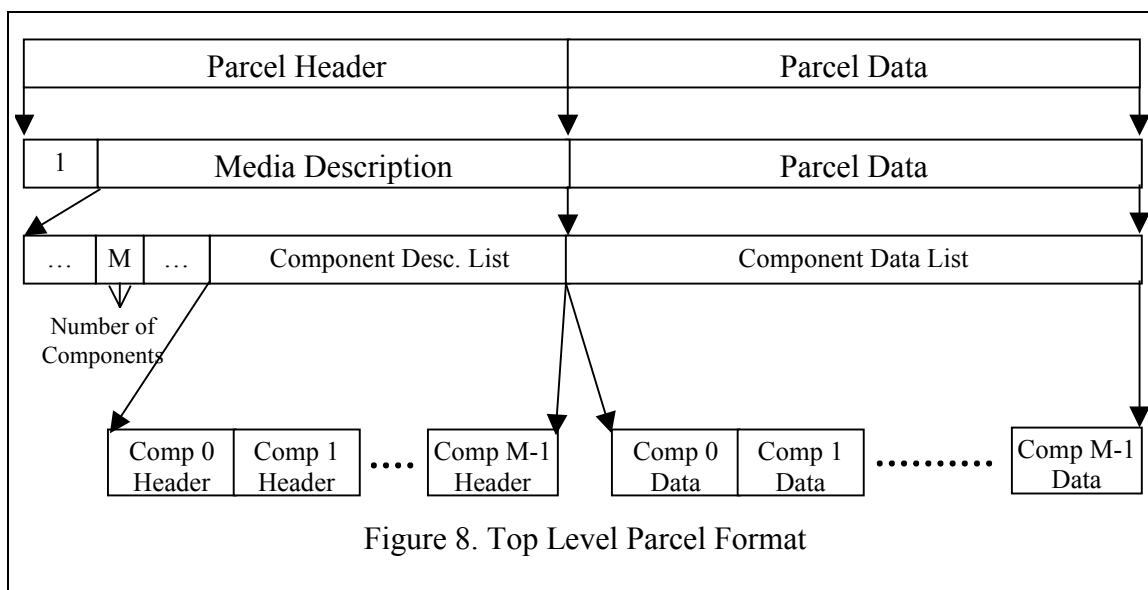 Parcel Header Parcel Data
1 Media Description Parcel Data
… M … Component Desc. List Component Data List
Number of
Components
Comp 0 Comp 1 .... Comp M-1 Comp 0 Comp 1 .......... Comp M-1
Header Header Header Data Data Data
Figure 8. Top Level Parcel Format